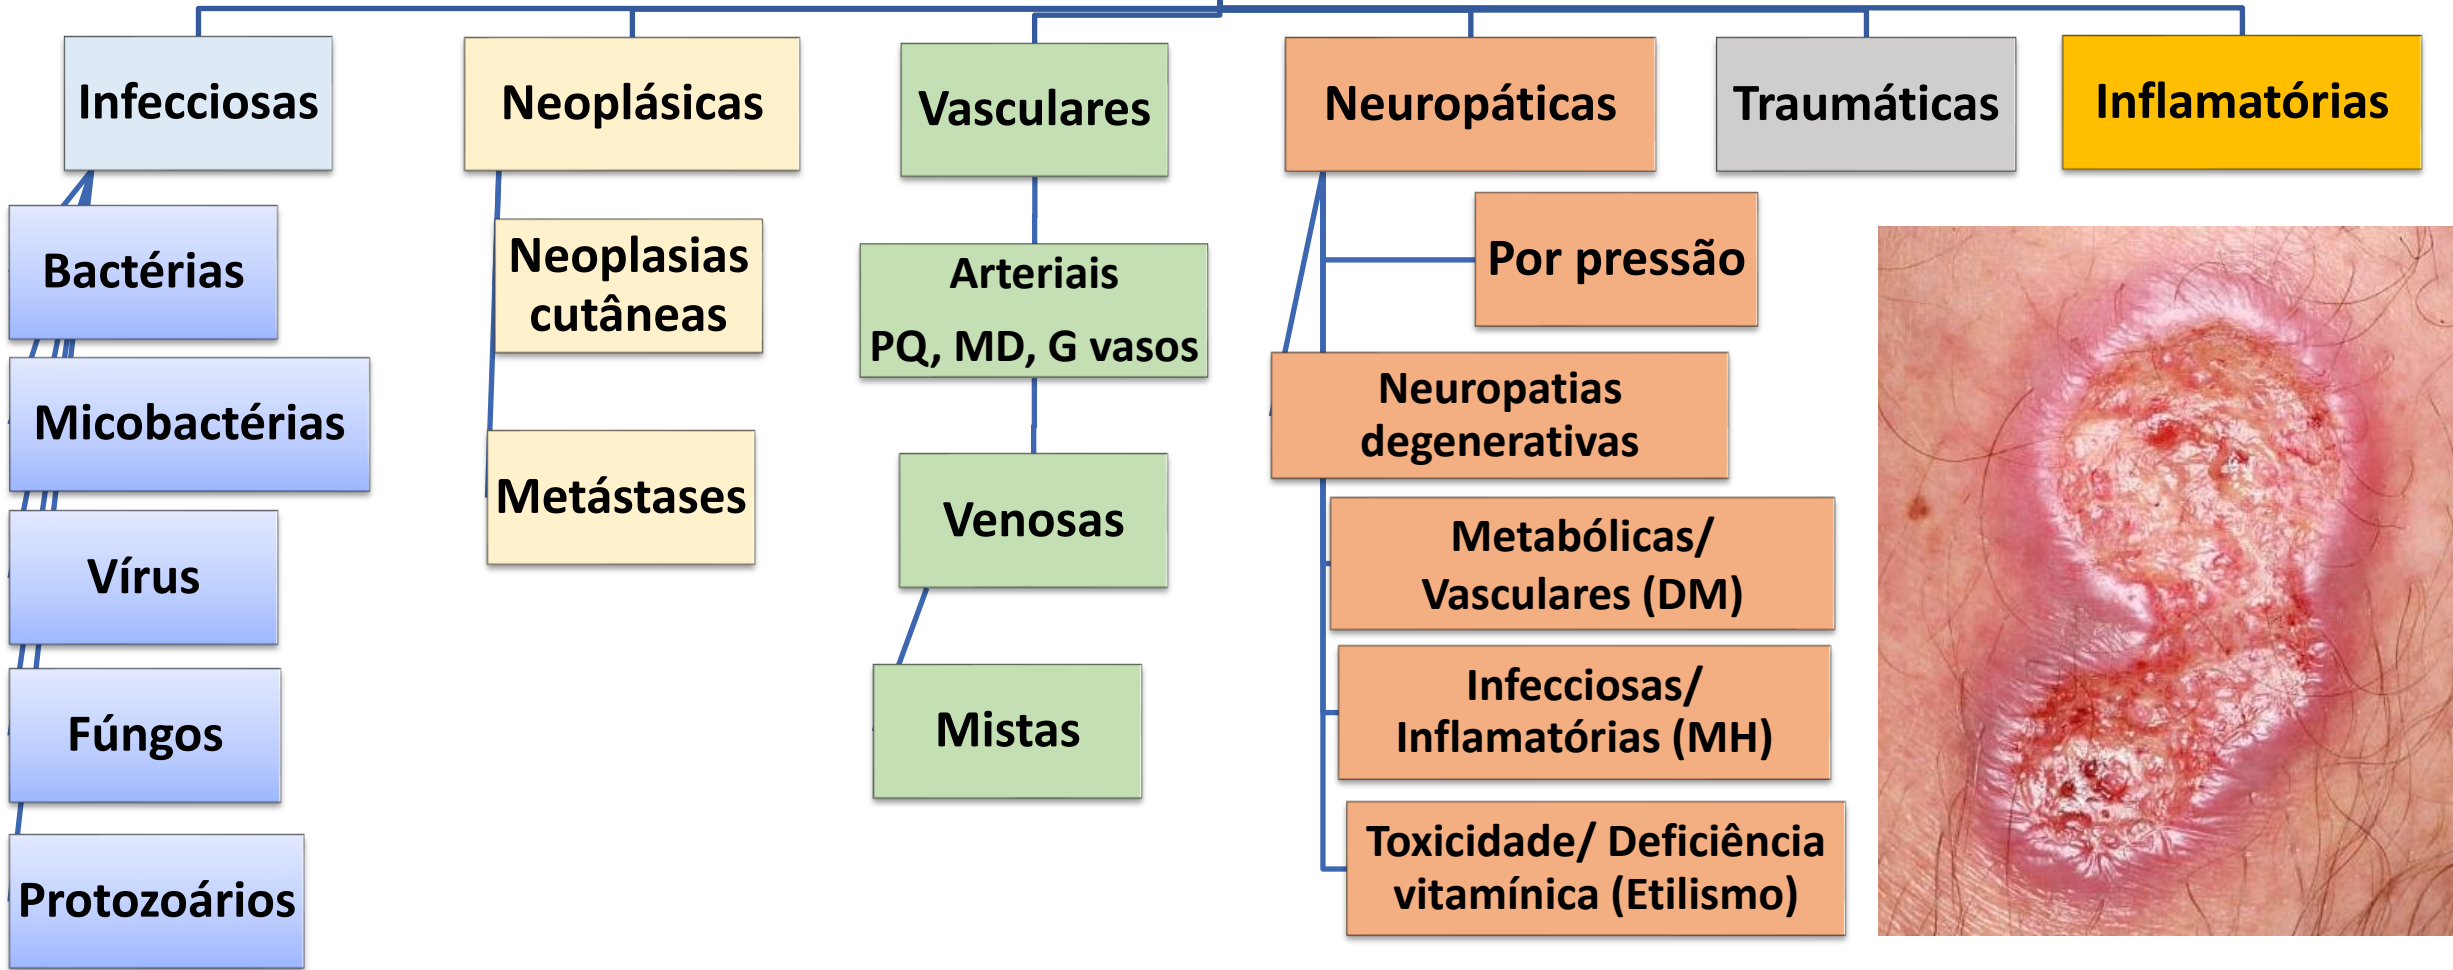 Infecciosas
Neoplásicas
Vasculares
Neuropáticas
Traumáticas
Inflamatórias
Bactérias
Micobactérias
Vírus
Fúngos
Protozoários
Neoplasias
cutâneas
Metástases
Arteriais
PQ, MD, G vasos
Venosas
Mistas
Por pressão
Neuropatias
degenerativas
Metabólicas/
Vasculares (DM)
Infecciosas/
Inflamatórias (MH)
Toxicidade/ Deficiência
vitamínica (Etilismo)